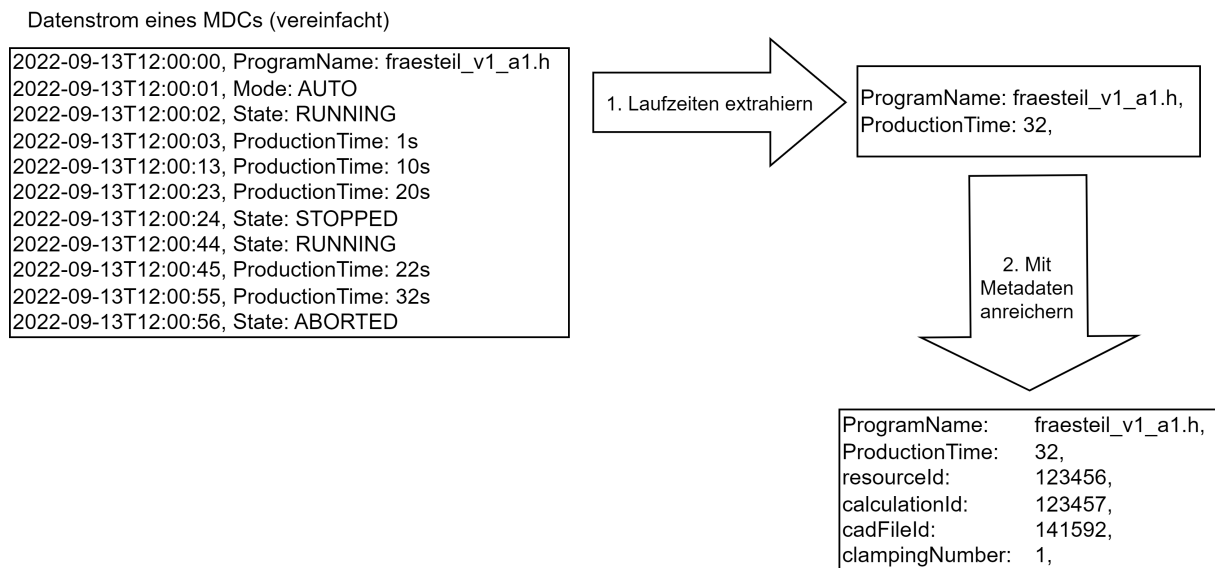 Datenstrom eines MDCs (vereinfacht)
2022-09-13T12:00:00, ProgramName: fraesteil_v1_a1.h
2022-09-13T12:00:01, Mode: AUTO
2022-09-13T12:00:02, State: RUNNING
2022-09-13T12:00:03, ProductionTime: 1s
2022-09-13T12:00:13, ProductionTime: 10s
2022-09-13T12:00:23, ProductionTime: 20s
2022-09-13T12:00:24, State: STOPPED
2022-09-13T12:00:44, State: RUNNING
2022-09-13T12:00:45, ProductionTime: 22s
2022-09-13T12:00:55, ProductionTime: 32s
2022-09-13T12:00:56, State: ABORTED
1. Laufzeiten extrahiern
ProgramName: fraesteil_v1_a1.h,
ProductionTime: 32,
2. Mit
Metadaten
anreichern
ProgramName: fraesteil_v1_a1.h,
ProductionTime: 32,
resourceId: 123456,
calculationId: 123457,
cadFileId: 141592,
clampingNumber: 1,